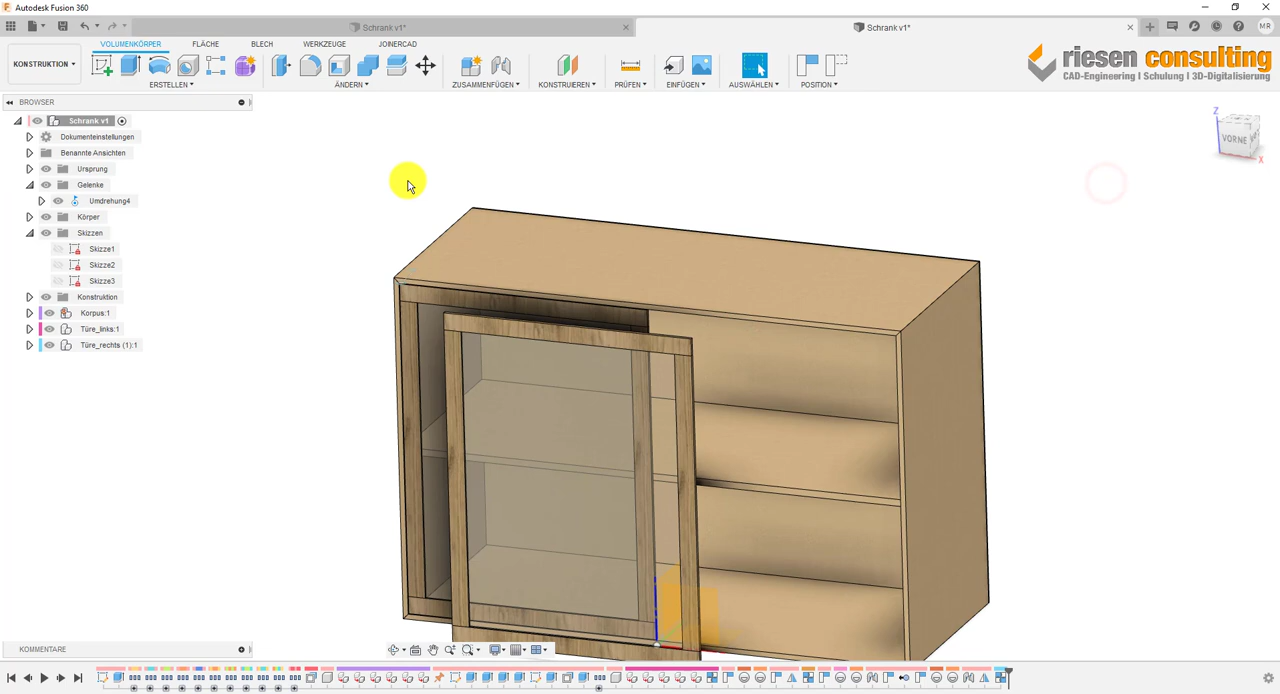 Autodesk Fusion 360
Schrank v1*
Schrank v1*
MR
KONSTRUKTION
VOLUMENKÖRPER
FLÄCHE
BLECH
WERKZEUGE
JOINERCAD
ERSTELLEN
ÄNDERN
ZUSAMMENFÜGEN
KONSTRUIEREN
PRÜFEN
EINFÜGEN
AUSWÄHLEN
POSITION
riesen consulting
CAD-Engineering | Schulung | 3D-Digitalisierung
BROWSER
Schrank v1
Dokumenteinstellungen
Benannte Ansichten
Ursprung
Gelenke
Umdrehung4
Körper
Skizzen
Skizze1
Skizze2
Skizze3
Konstruktion
Korpus:1
Türe_links:1
Türe_rechts (1):1
Z
VORNE
X
KOMMENTARE